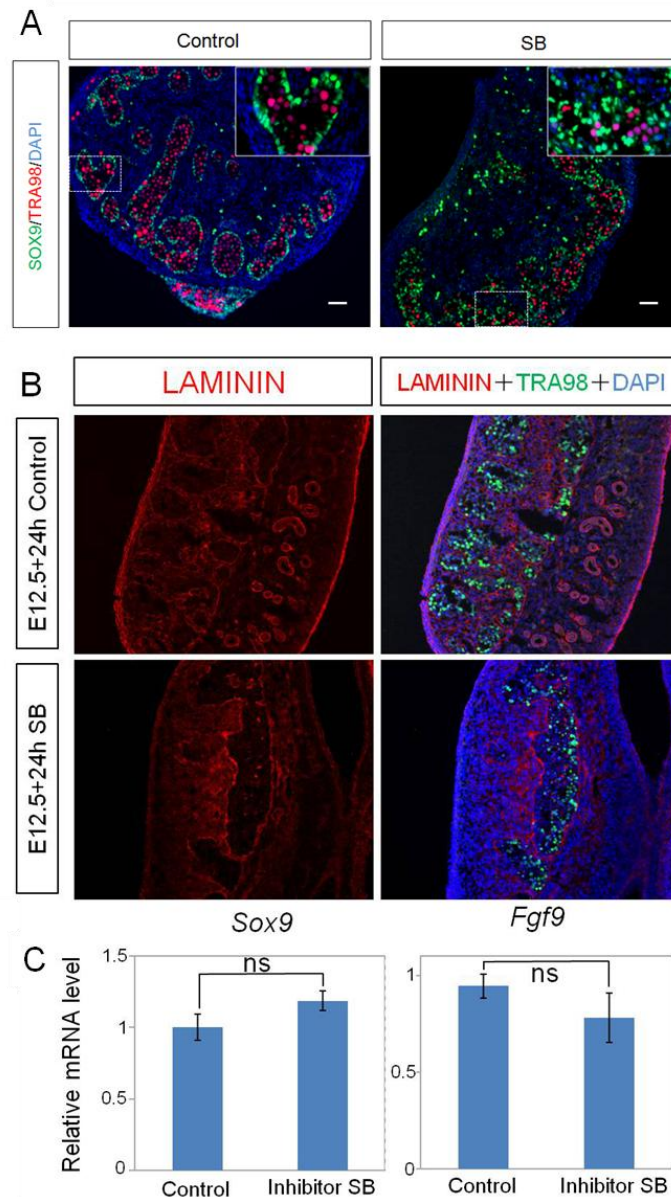 A
Control
SB
SOX9/TRA98/DAPI
B
LAMININ
LAMININ+TRA98+DAPI
E12.5+24h Control
E12.5+24h SB
C
Sox9
Fgf9
Relative mRNA level
1.5
1
0.5
0
ns
Control
Inhibitor SB
1
0.5
0
ns
Control
Inhibitor SB